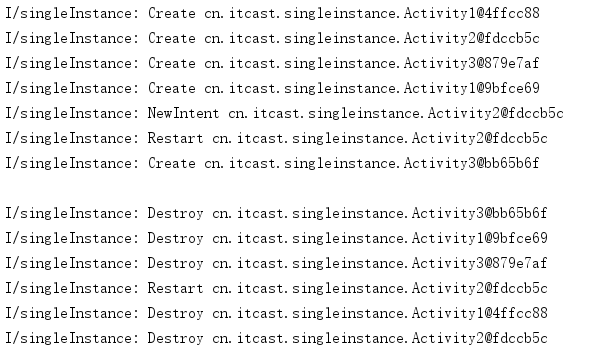 I/singleInstance: Create cn.itcast.singleinstance.Activity1@4ffcc88
I/singleInstance: Create cn.itcast.singleinstance.Activity2@fdccb5c
I/singleInstance: Create cn.itcast.singleinstance.Activity3@879e7af
I/singleInstance: Create cn.itcast.singleinstance.Activity1@9bfce69
I/singleInstance: NewIntent cn.itcast.singleinstance.Activity2@fdccb5c
I/singleInstance: Restart cn.itcast.singleinstance.Activity2@fdccb5c
I/singleInstance: Create cn.itcast.singleinstance.Activity3@bb65b6f
I/singleInstance: Destroy cn.itcast.singleinstance.Activity3@bb65b6f
I/singleInstance: Destroy cn.itcast.singleinstance.Activity1@9bfce69
I/singleInstance: Destroy cn.itcast.singleinstance.Activity3@879e7af
I/singleInstance: Restart cn.itcast.singleinstance.Activity2@fdccb5c
I/singleInstance: Destroy cn.itcast.singleinstance.Activity1@4ffcc88
I/singleInstance: Destroy cn.itcast.singleinstance.Activity2@fdccb5c